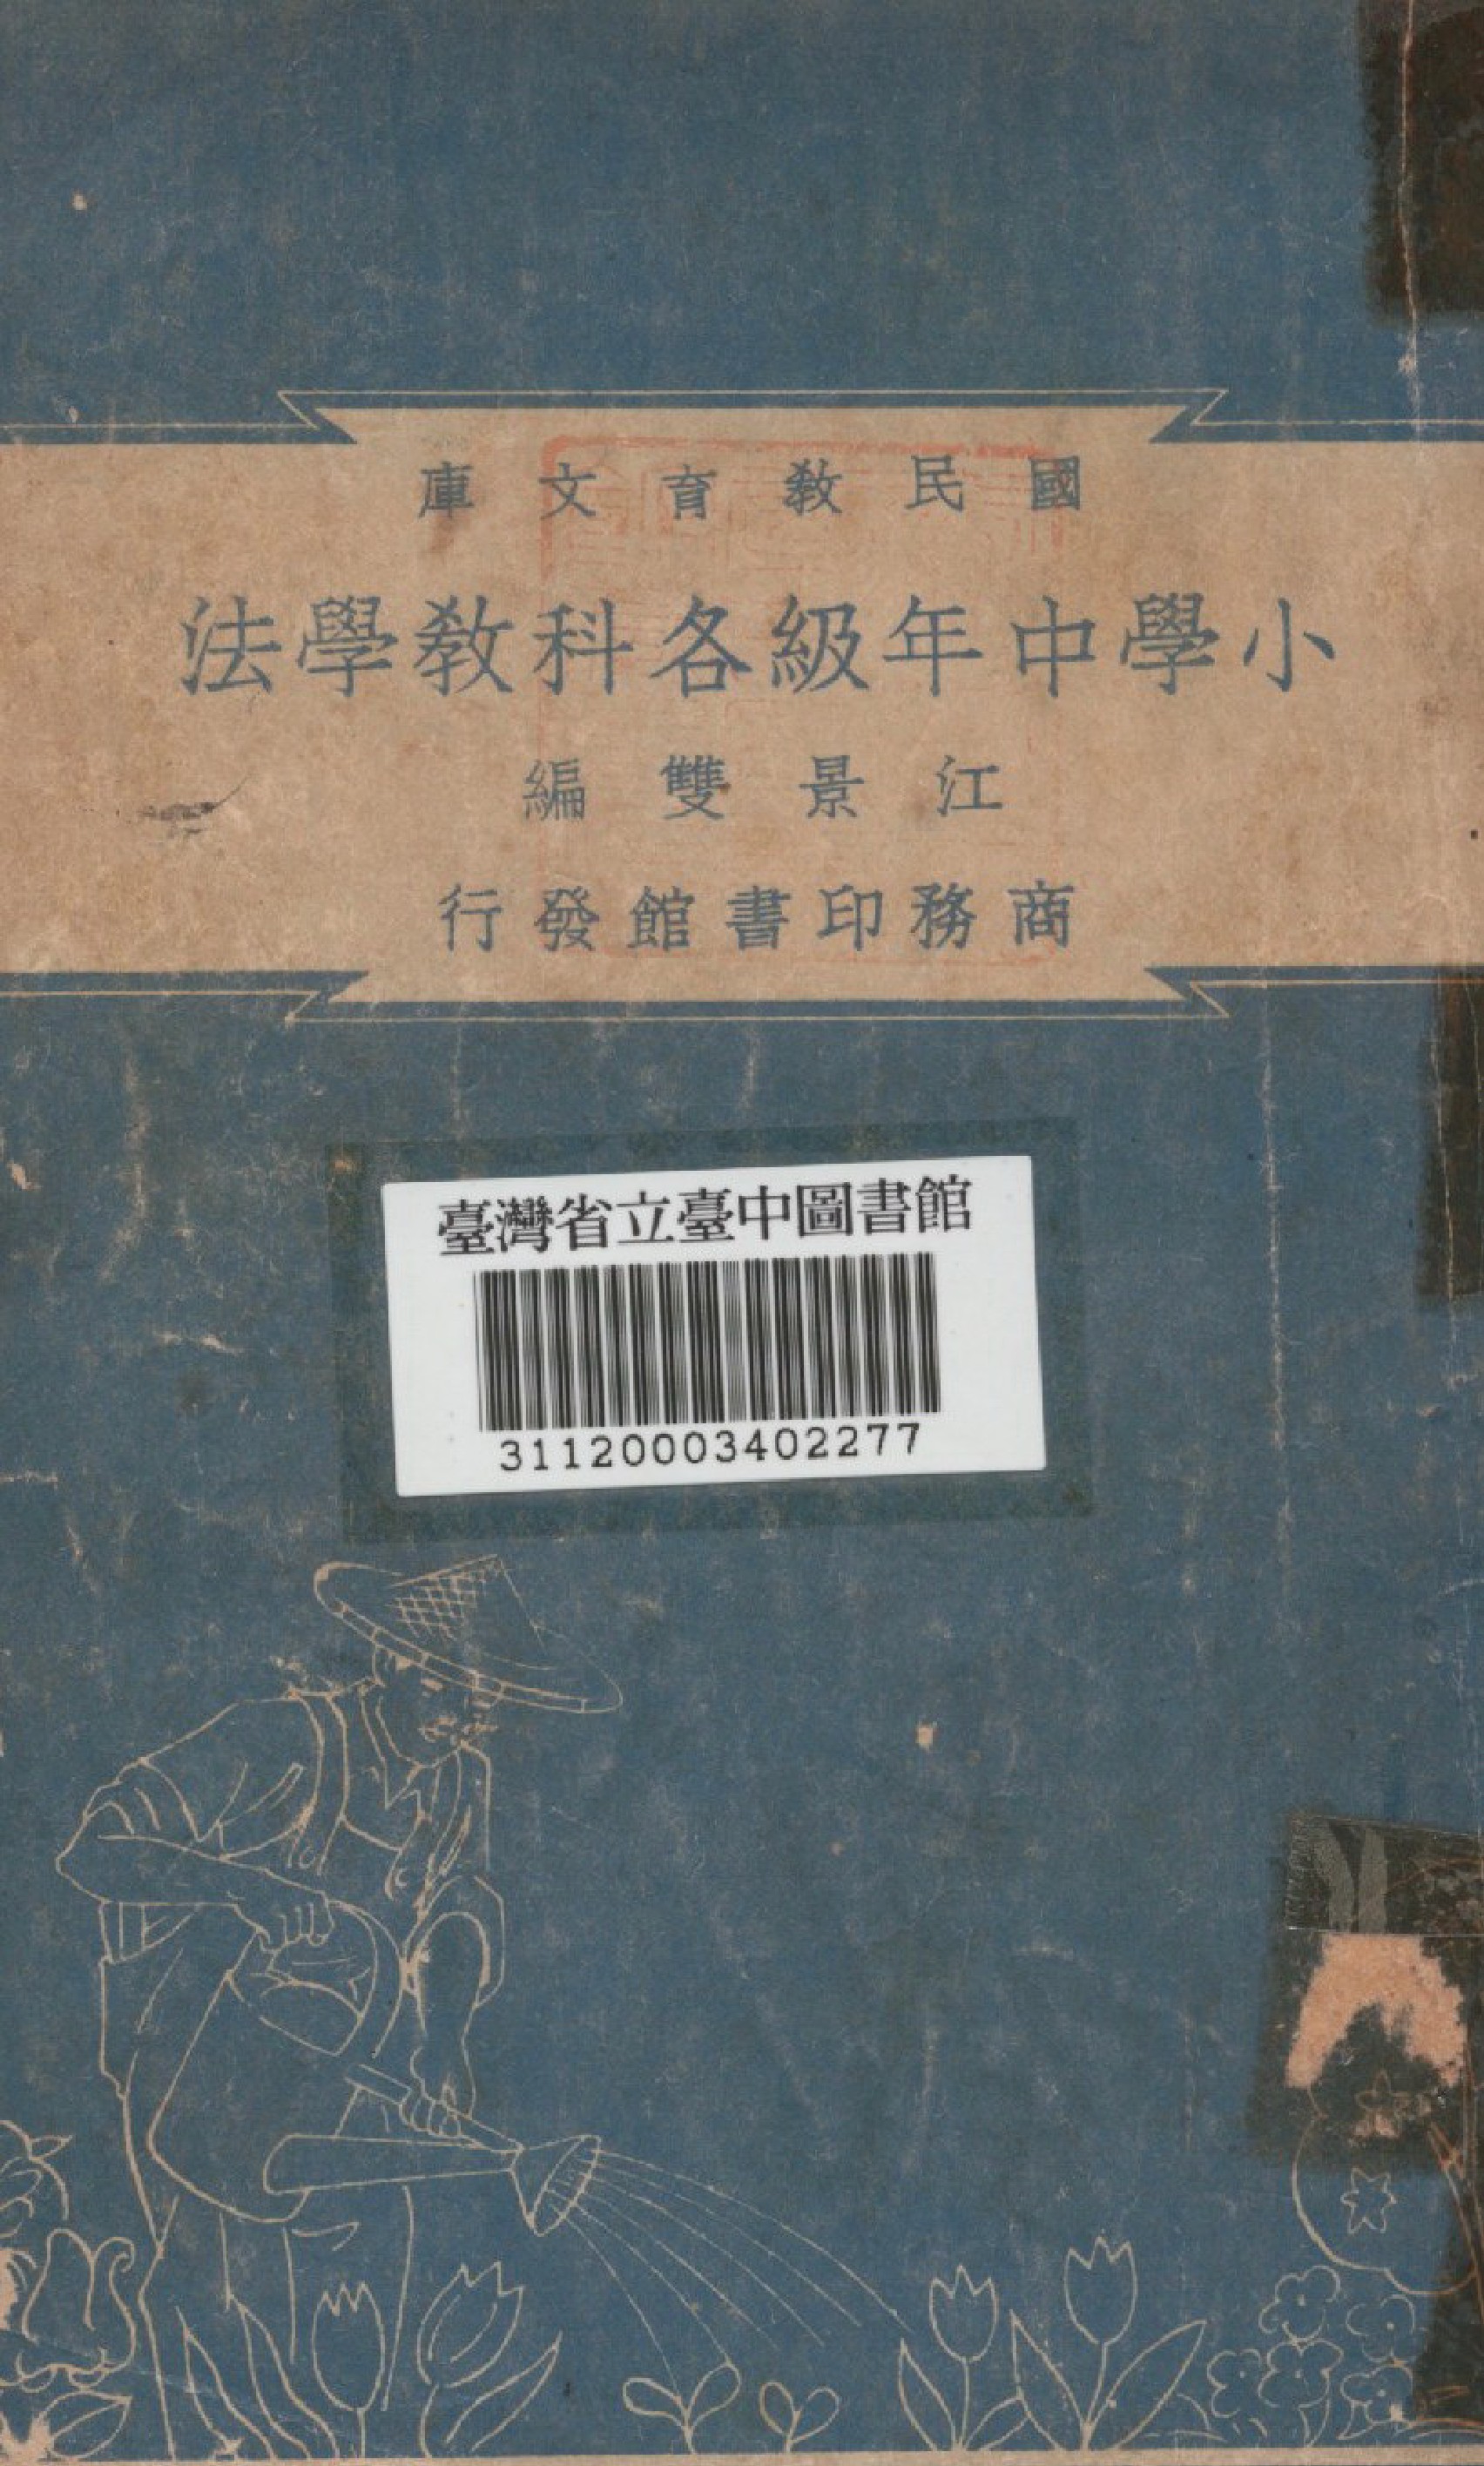 國民教育文庫
小學中年級各科教學法
江景雙編
商務印書館發行
臺灣省立臺中圖書館
31120003402277